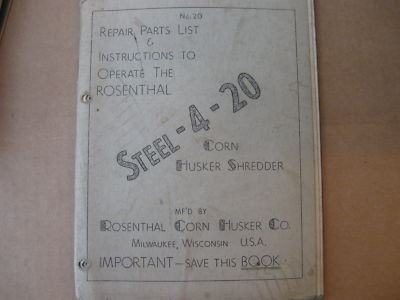 No. 20
REPAIR PARTS LIST
&
INSTRUCTIONS TO
OPERATE THE
ROSENTHAL
STEEL-4-20
CORN
HUSKER SHREDDER
MF'D BY
ROSENTHAL CORN HUSKER CO.
MILWAUKEE, WISCONSIN U.S.A.
IMPORTANT-SAVE THIS BOOK